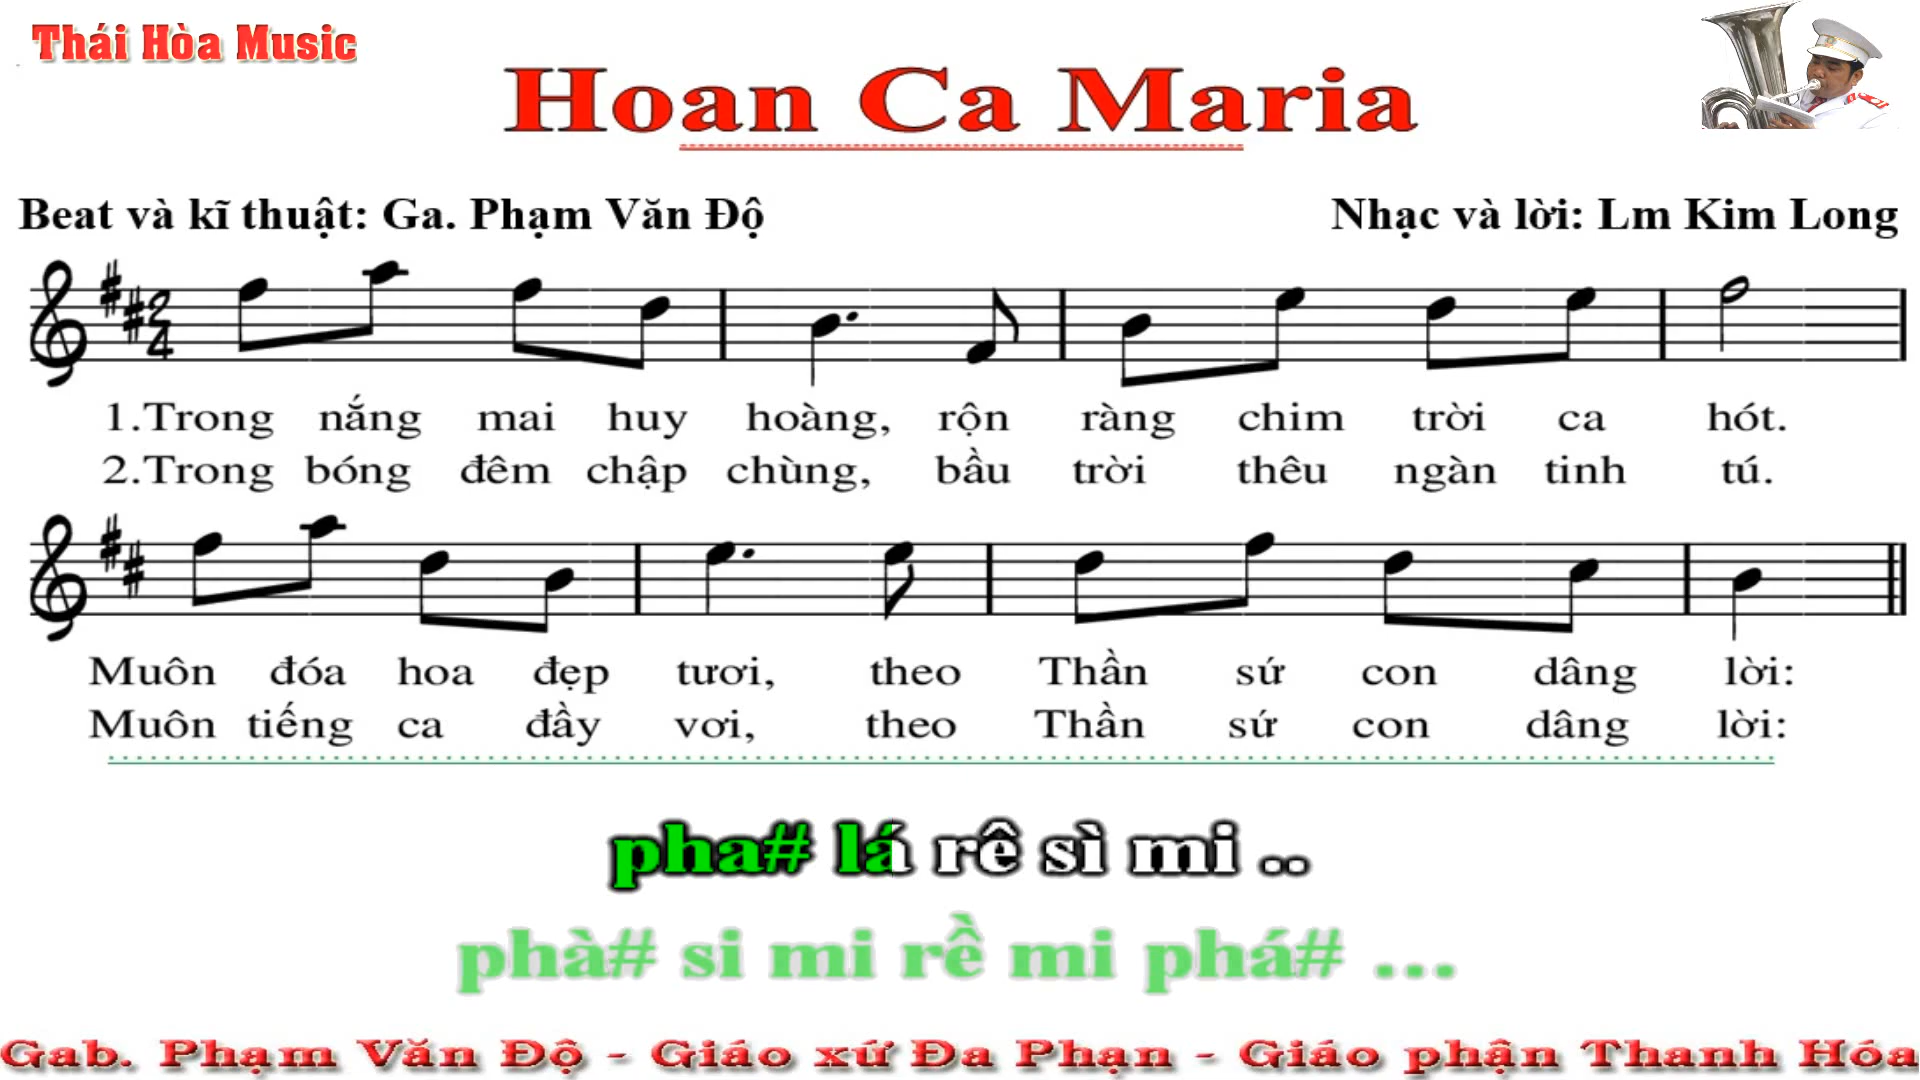 Thái Hòa Music
Hoan Ca Maria
Beat và kĩ thuật: Ga. Phạm Văn Độ
Nhạc và lời: Lm Kim Long
2
4
1.Trong nắng mai huy hoàng, rộn ràng chim trời ca hót.
2.Trong bóng đêm chập chùng, bầu trời thêu ngàn tinh tú.
Muôn đóa hoa đẹp tươi, theo Thần sứ con dâng lời:
Muôn tiếng ca đầy vơi, theo Thần sứ con dâng lời:
pha# lá rê sì mi ..
phà# si mi rề mi phá# ...
Gab. Phạm Văn Độ - Giáo xứ Đa Phạn - Giáo phận Thanh Hóa